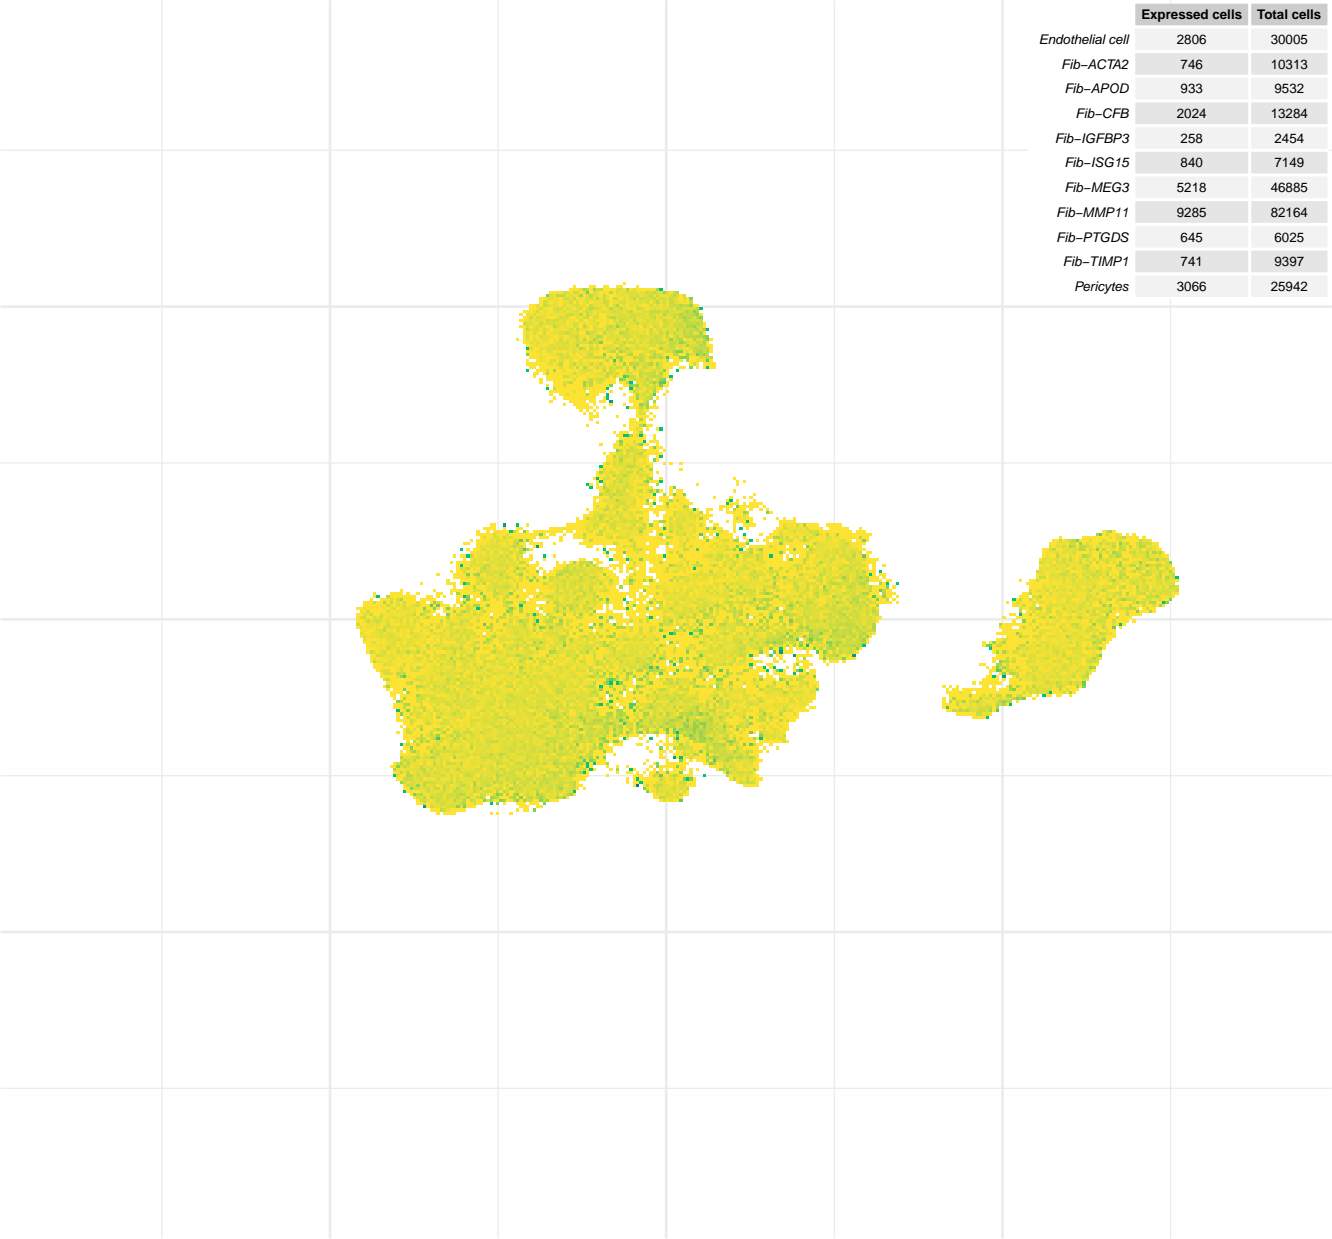 Expressed cells Total cells
Endothelial cell 2806 30005
Fib−ACTA2 746 10313
Fib−APOD 933 9532
Fib−CFB 2024 13284
Fib−IGFBP3 258 2454
Fib−ISG15 840 7149
Fib−MEG3 5218 46885
Fib−MMP11 9285 82164
Fib−PTGDS 645 6025
Fib−TIMP1 741 9397
Pericytes 3066 25942